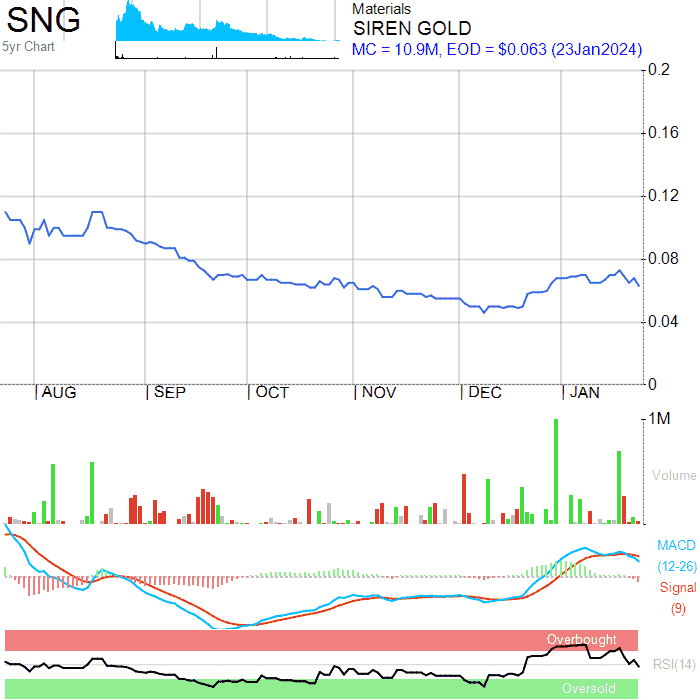 SNG
5yr Chart
Materials
SIREN GOLD
MC = 10.9M, EOD = $0.063 (23Jan2024)
0.2
0.16
0.12
0.08
0.04
0
AUG SEP OCT NOV DEC JAN
1M
Volume
MACD
(12-26)
Signal
(9)
Overbought
RSI(14)
Oversold